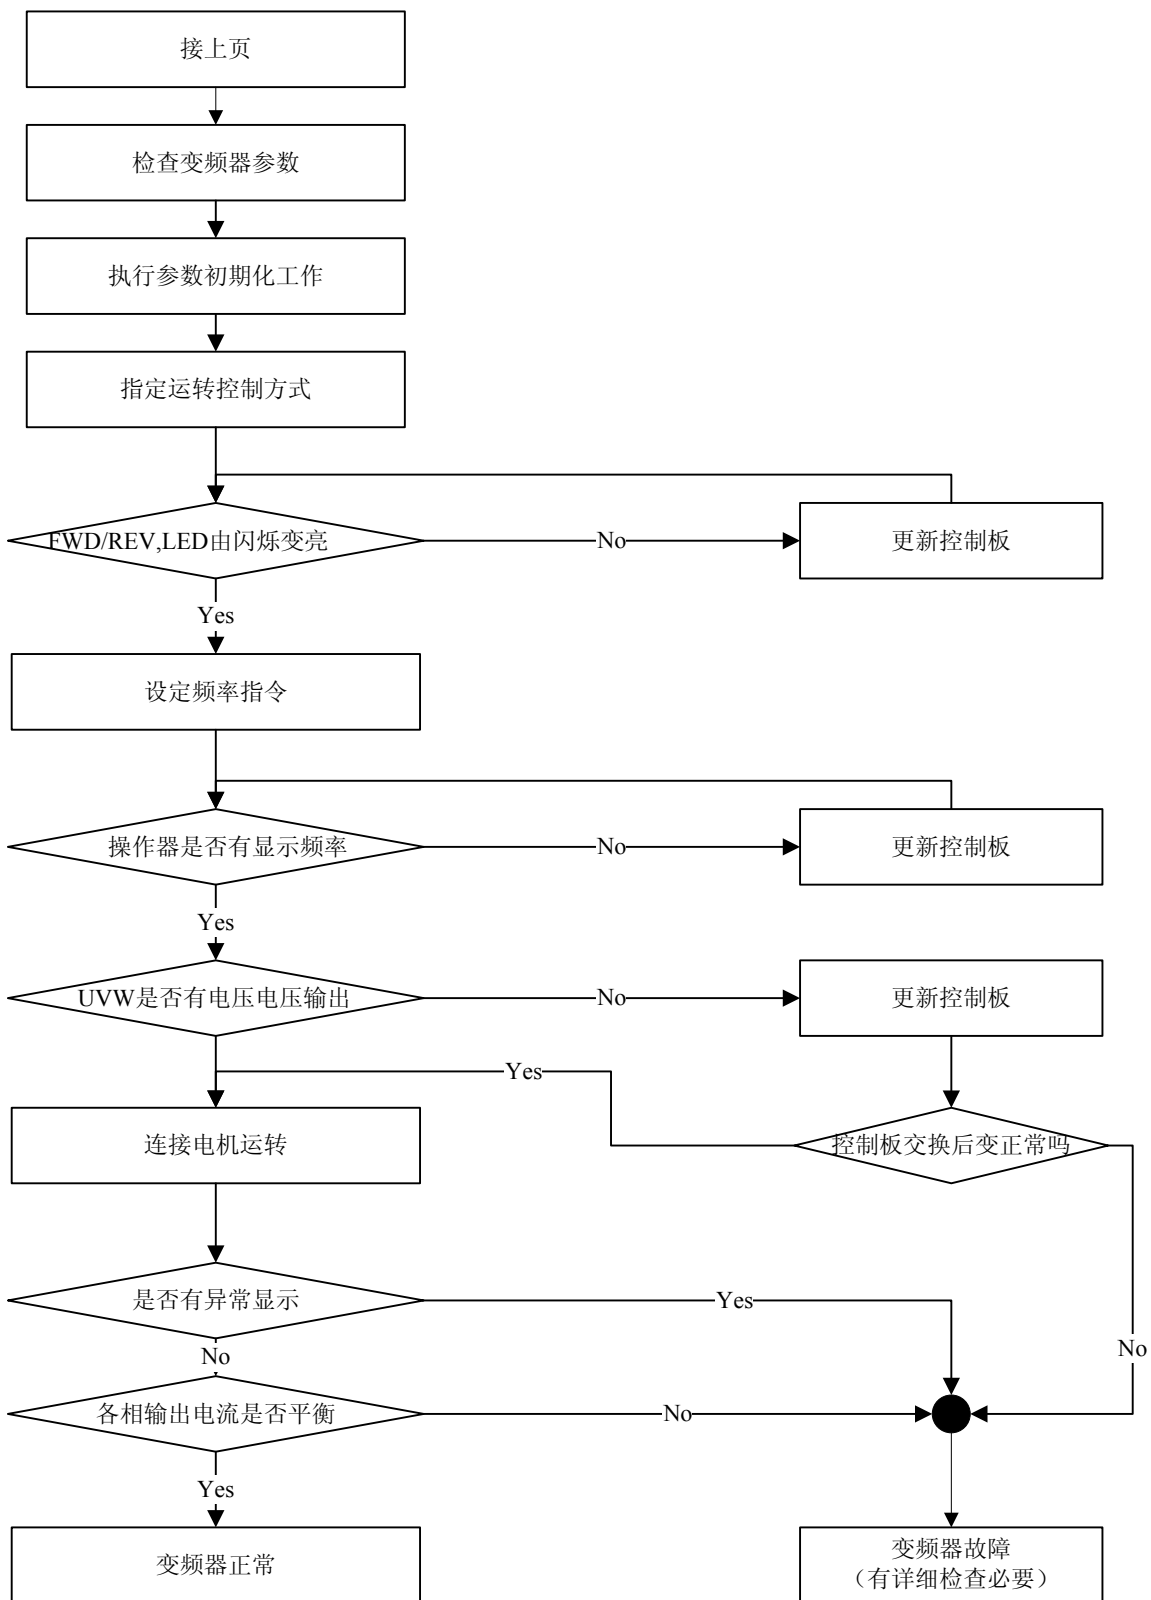 接上页
检查变频器参数
执行参数初期化工作
指定运转控制方式
FWD/REV,LED由闪烁变亮
No
更新控制板
Yes
设定频率指令
操作器是否有显示频率
No
更新控制板
Yes
UVW是否有电压电压输出
No
更新控制板
Yes
连接电机运转
控制板交换后变正常吗
是否有异常显示
Yes
No
No
各相输出电流是否平衡
No
Yes
变频器正常
变频器故障
（有详细检查必要）